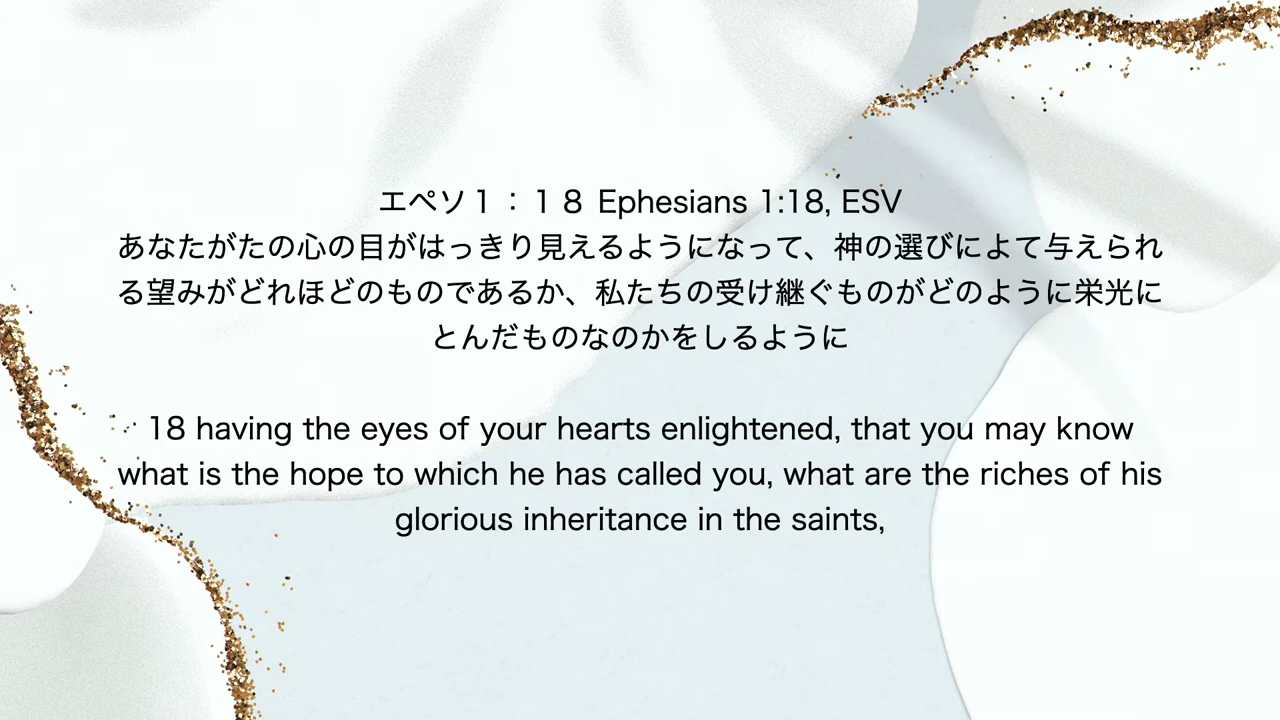 エペソ１：１８ Ephesians 1:18, ESV
あなたがたの心の目がはっきり見えるようになって、神の選びによて与えられ
る望みがどれほどのものであるか、私たちの受け継ぐものがどのように栄光に
とんだものなのかをしるように
18 having the eyes of your hearts enlightened, that you may know
what is the hope to which he has called you, what are the riches of his
glorious inheritance in the saints,